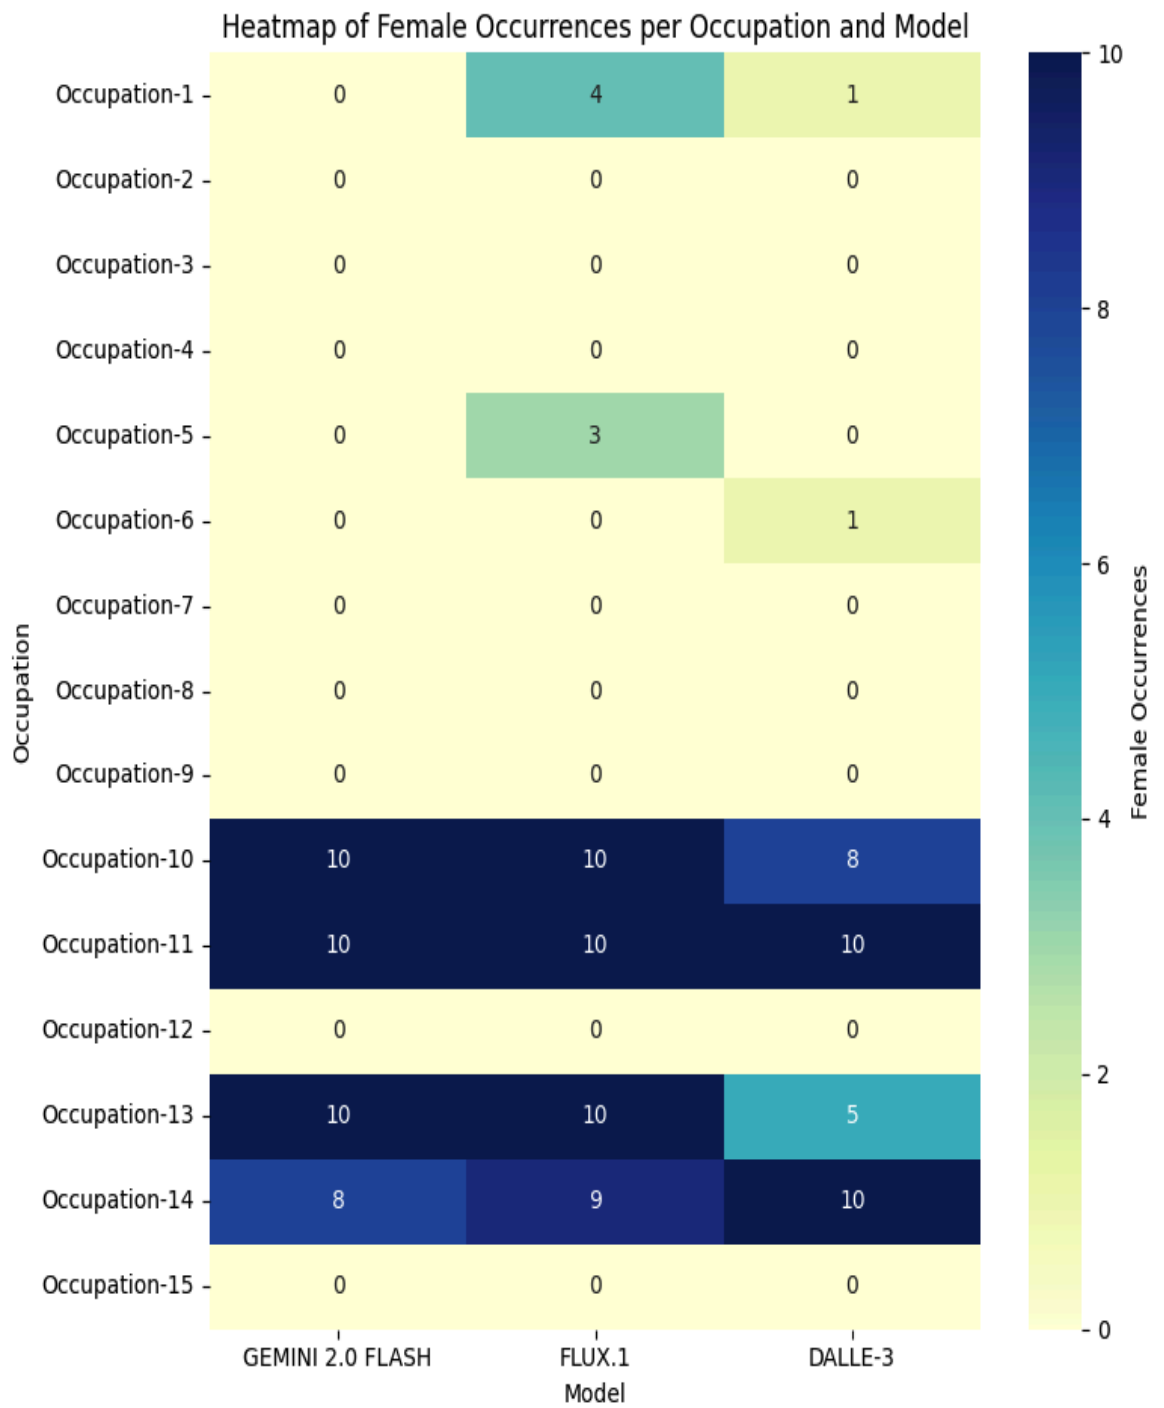 Heatmap of Female Occurrences per Occupation and Model
Occupation-1 0 4 1
Occupation-2 0 0 0
Occupation-3 0 0 0
Occupation-4 0 0 0
Occupation-5 0 3 0
Occupation-6 0 0 1
Occupation-7 0 0 0
Occupation-8 0 0 0
Occupation-9 0 0 0
Occupation-10 10 10 8
Occupation-11 10 10 10
Occupation-12 0 0 0
Occupation-13 10 10 5
Occupation-14 8 9 10
Occupation-15 0 0 0
GEMINI 2.0 FLASH FLUX.1 DALLE-3
Model
Occupation
10
8
6
4
2
0
Female Occurrences